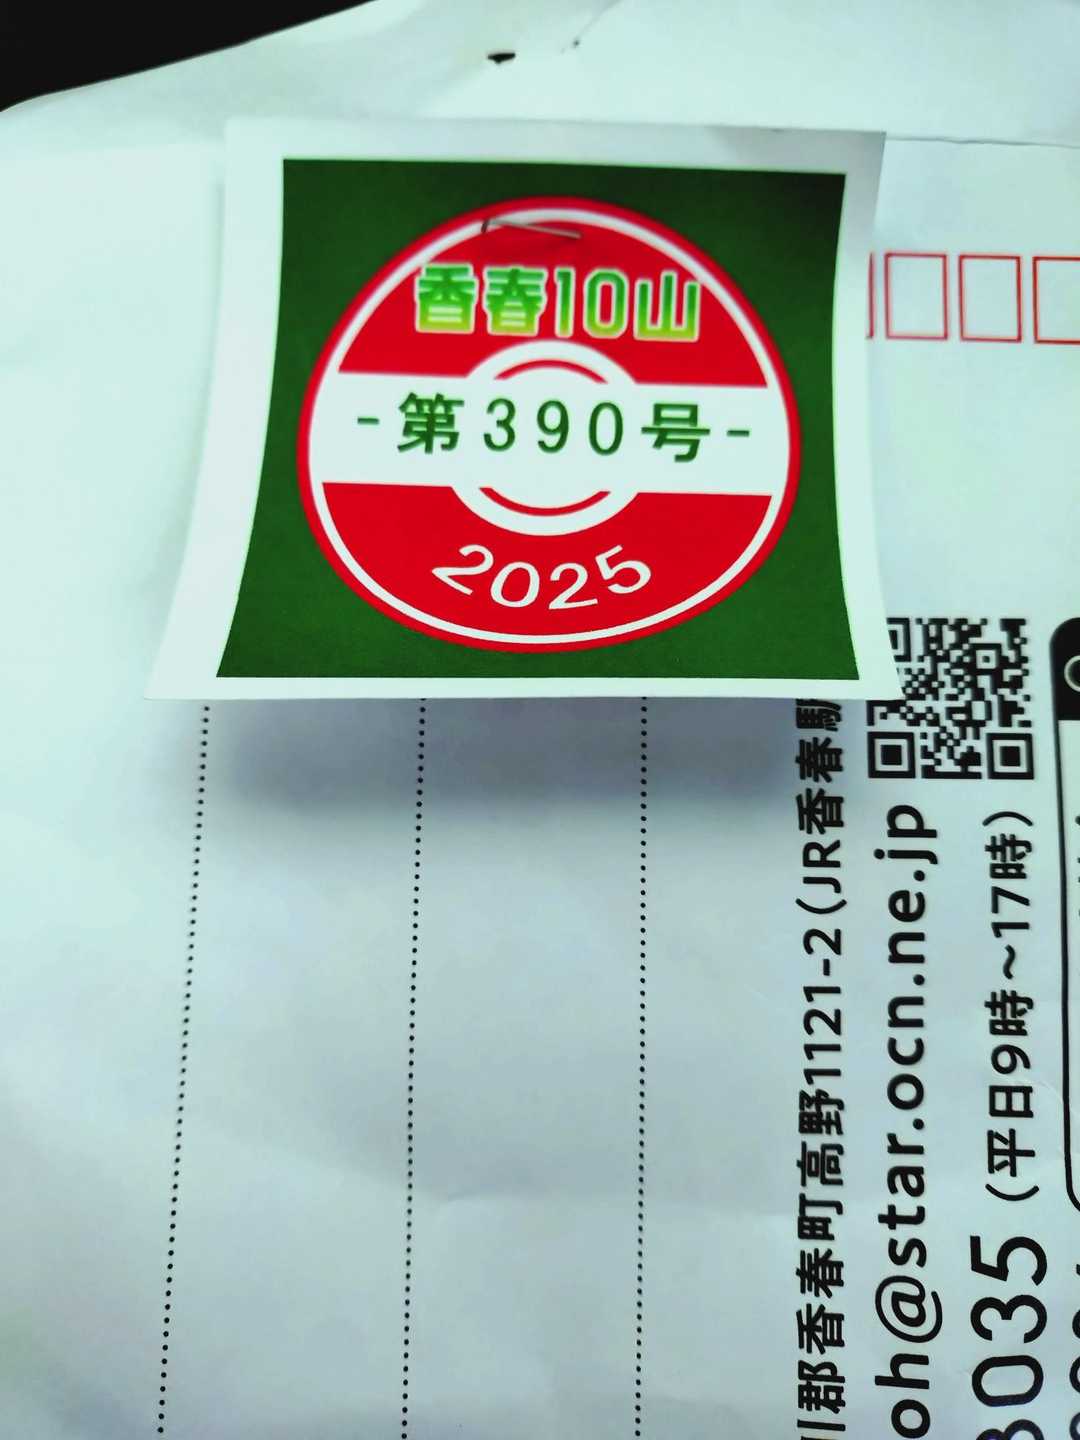 香春10山
-第390号-
2025
川郡香春町高野1121-2(JR香春駅
oh@star.ocn.ne.jp
3035(平日9時~17時)